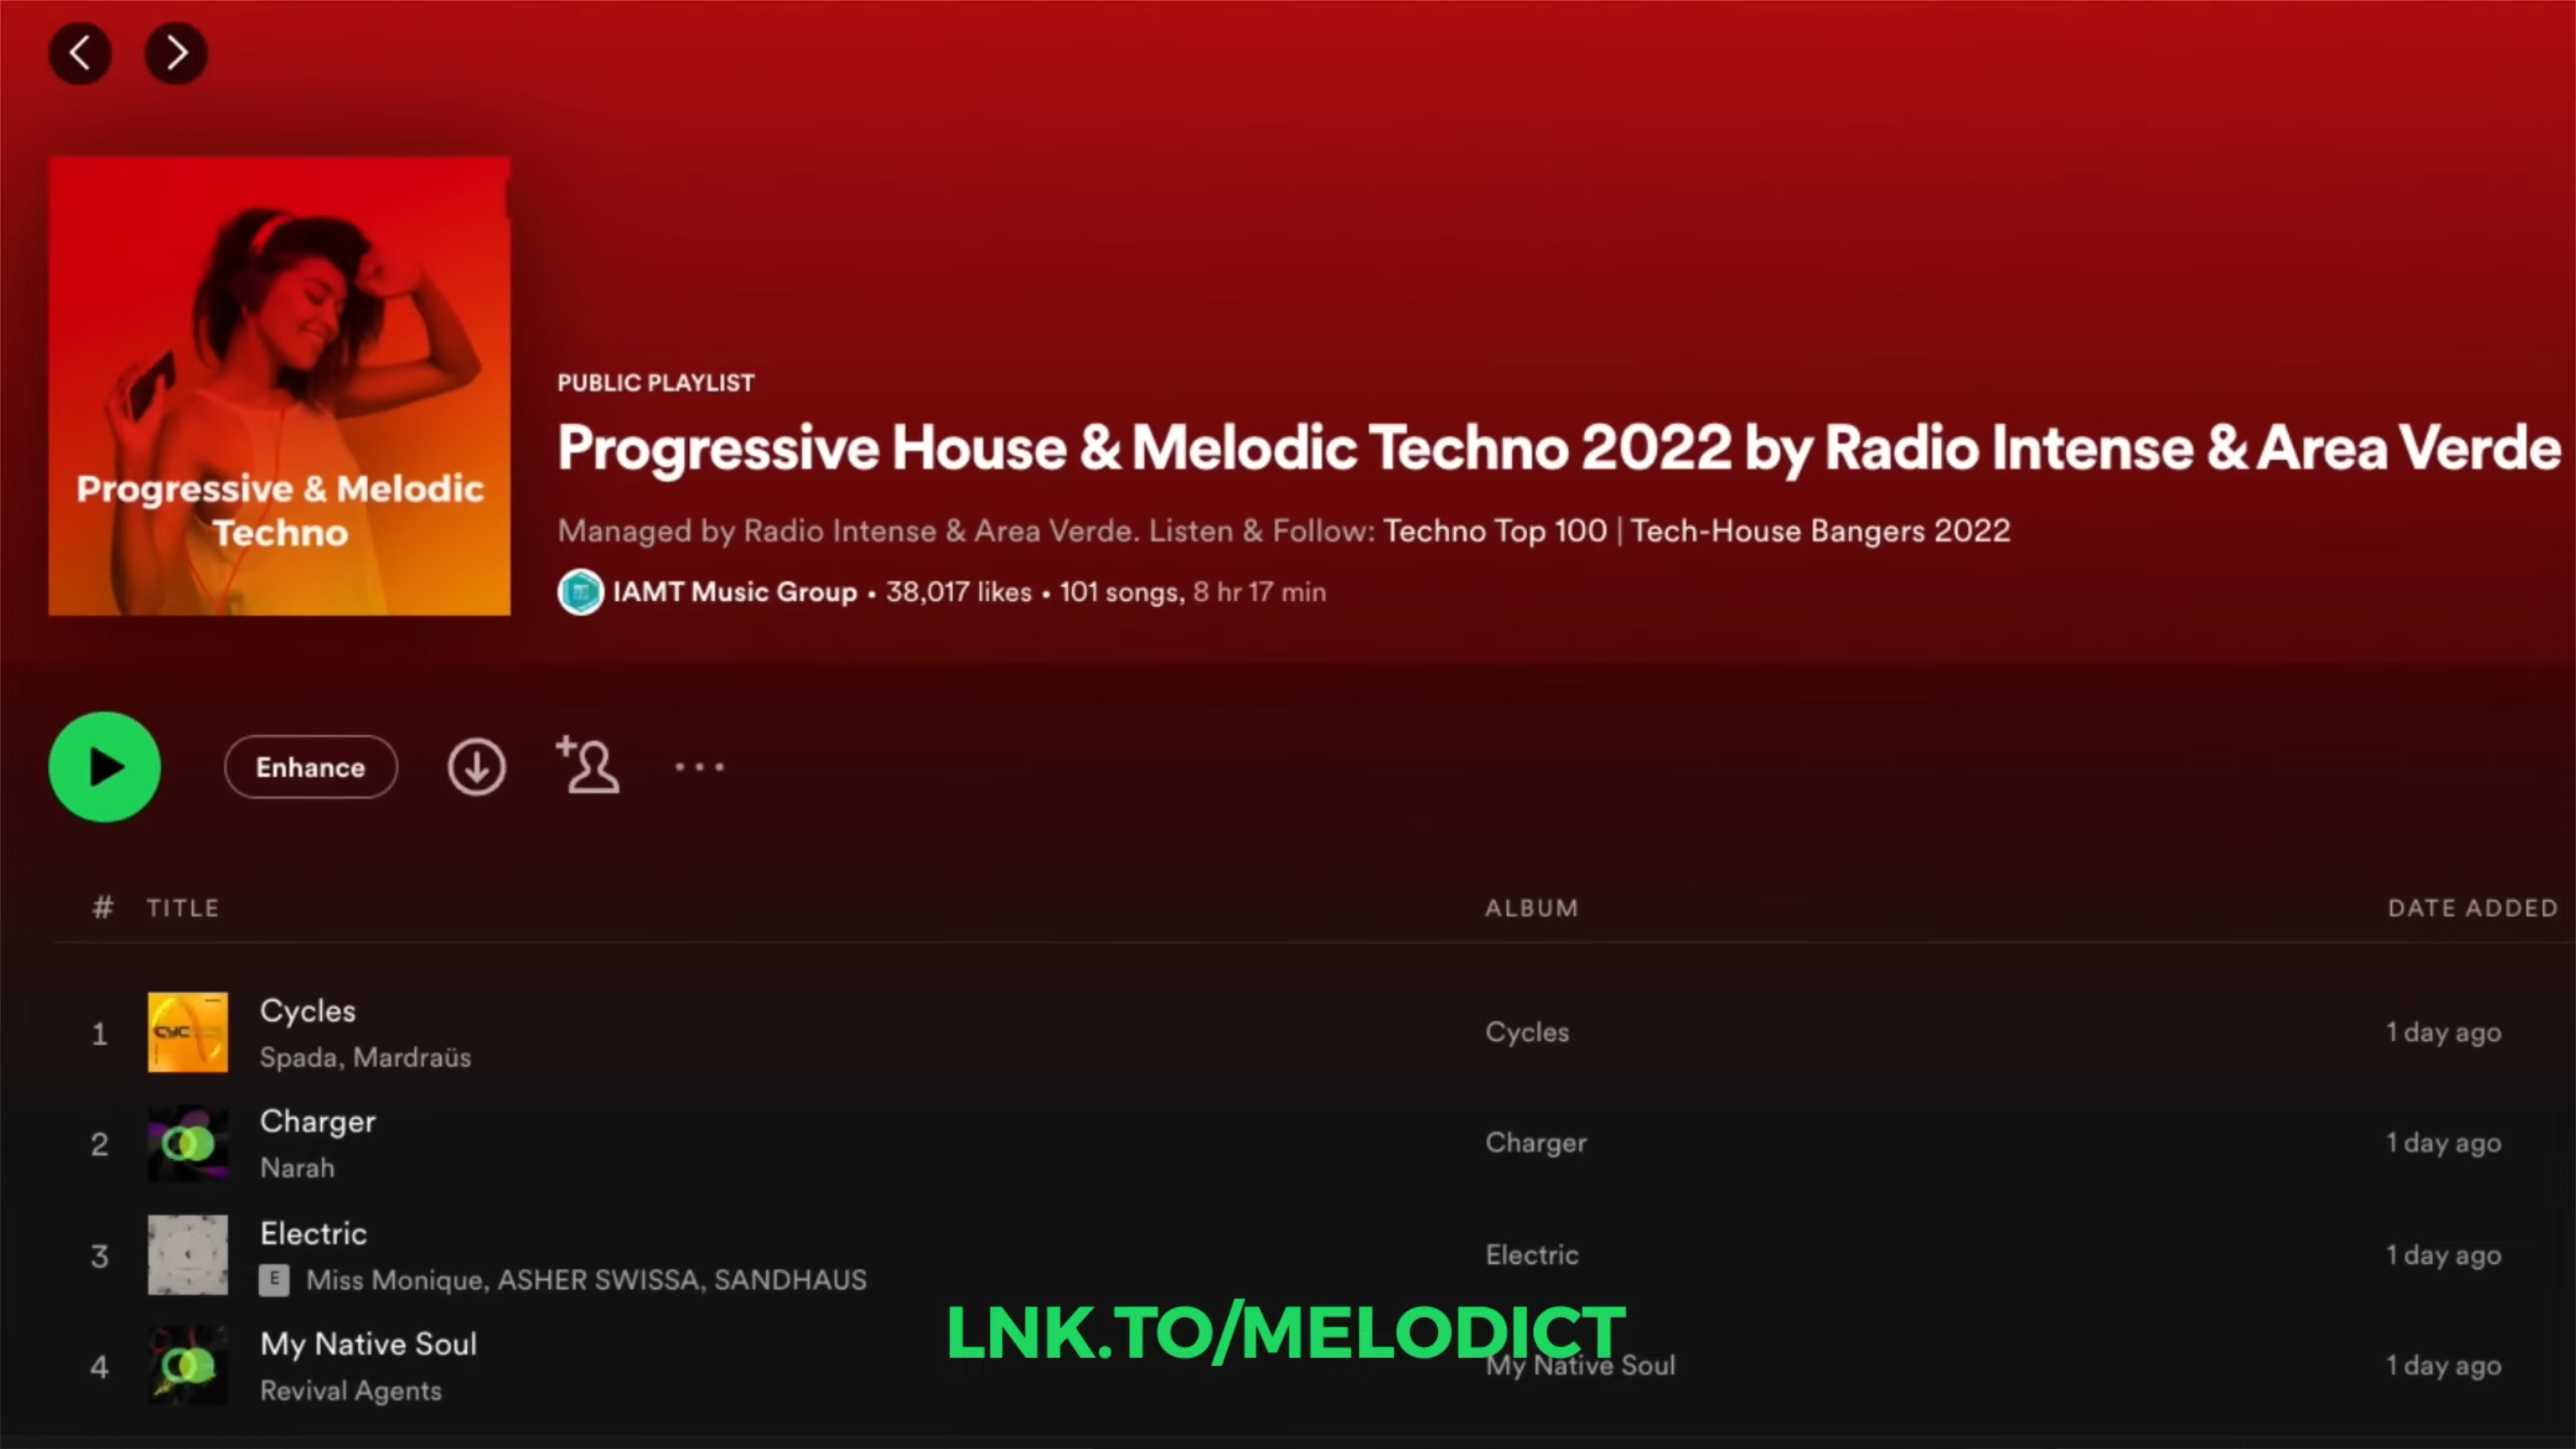 PUBLIC PLAYLIST
Progressive House & Melodic Techno 2022 by Radio Intense & Area Verde
Progressive & Melodic
Techno
Managed by Radio Intense & Area Verde. Listen & Follow: Techno Top 100 | Tech-House Bangers 2022
IAMT Music Group • 38,017 likes • 101 songs, 8 hr 17 min
Enhance
# TITLE ALBUM DATE ADDED
CYC
1 Cycles Cycles 1 day ago
Spada, Mardraüs
2 Charger Charger 1 day ago
Narah
3 Electric Electric 1 day ago
E Miss Monique, ASHER SWISSA, SANDHAUS
LNK.TO/MELODICT
4 My Native Soul My Native Soul 1 day ago
Revival Agents